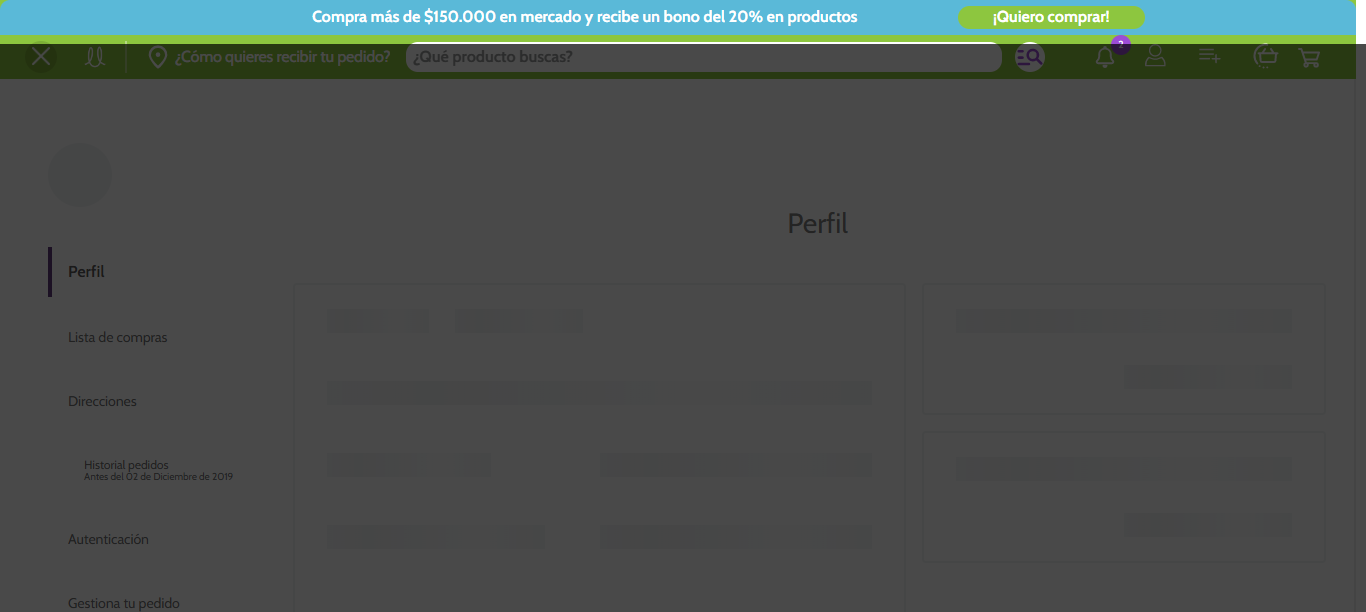 Compra más de $150.000 en mercado y recibe un bono del 20% en productos
¡Quiero comprar!
¿Cómo quieres recibir tu pedido?
¿Qué producto buscas?
2
Perfil
Perfil
Lista de compras
Direcciones
Historial pedidos
Antes del 02 de Diciembre de 2019
Autenticación
Gestiona tu pedido